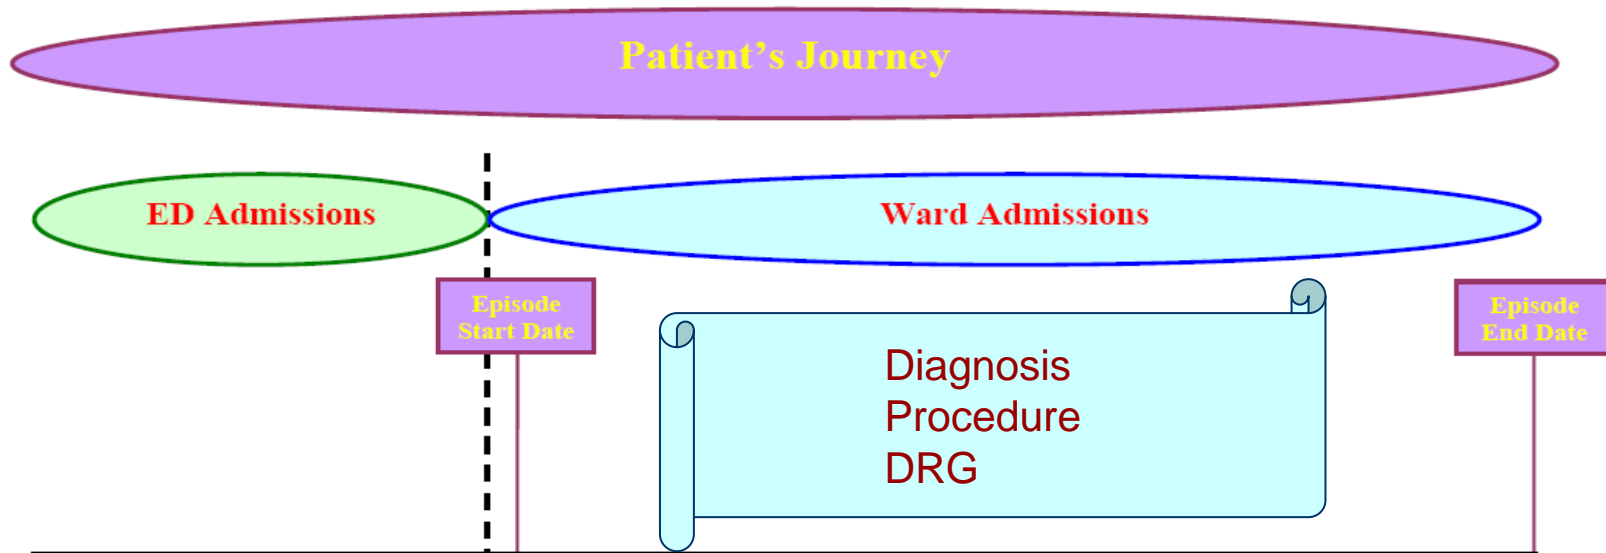 Patient’s Journey
ED Admissions
Ward Admissions
Episode
Start Date
Diagnosis
Procedure
DRG
Episode
End Date